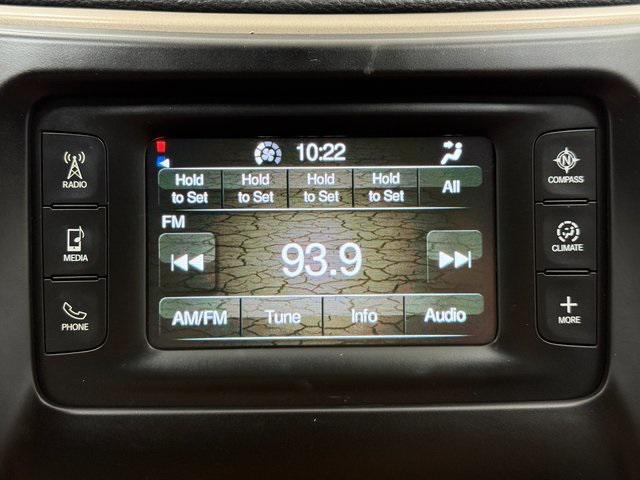 10:22
Hold to Set
Hold to Set
Hold to Set
Hold to Set
All
FM
93.9
AM/FM
Tune
Info
Audio
RADIO
MEDIA
PHONE
N
COMPASS
CLIMATE
MORE